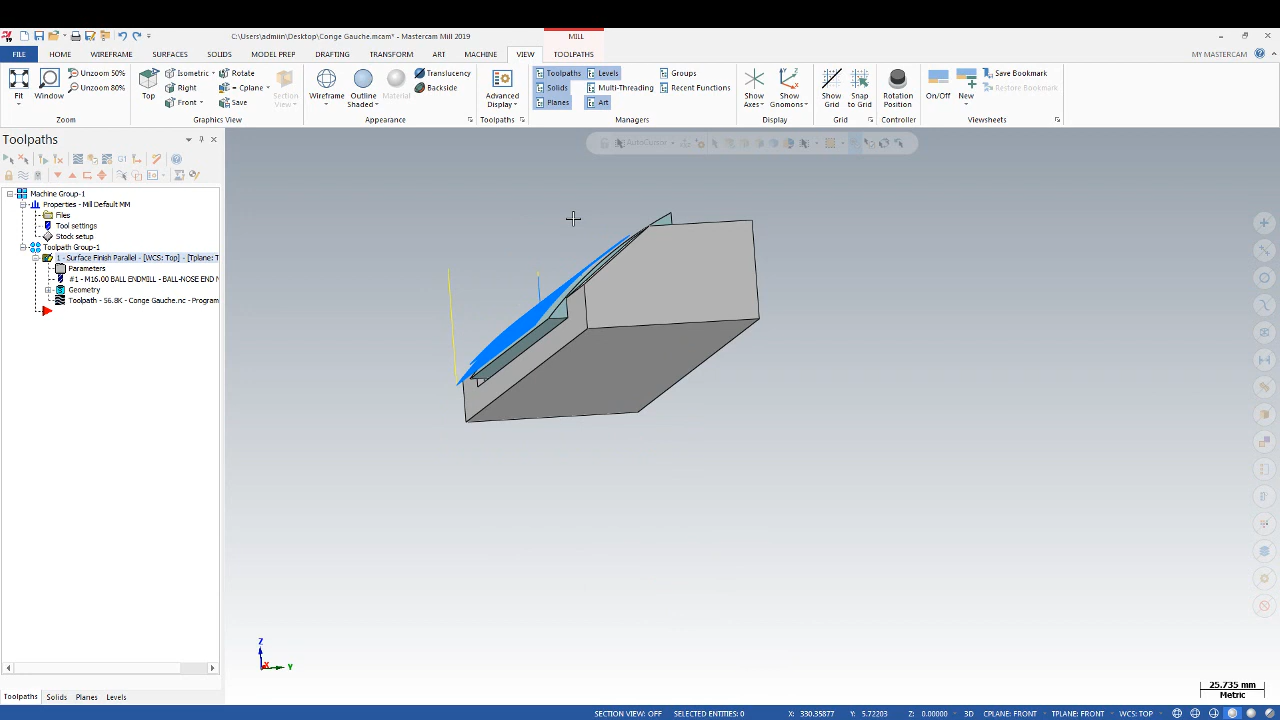 C:\Users\admin\Desktop\Conge Gauche.mcam* - Mastercam Mill 2019
MILL
FILE HOME WIREFRAME SURFACES SOLIDS MODEL PREP DRAFTING TRANSFORM ART MACHINE VIEW TOOLPATHS MY MASTERCAM
Fit
Window
Unzoom 50%
Unzoom 80%
Zoom
Top
Isometric
Right
Front
Rotate
= Cplane
Save
Section
View
Graphics View
Wireframe
Outline
Shaded
Material
Translucency
Backside
Appearance
Advanced
Display
Toolpaths
Toolpaths
Solids
Planes
Levels
Multi-Threading
Art
Groups
Recent Functions
Managers
Show
Axes
Show
Gnomons
Display
Show
Grid
Snap
to Grid
Grid
Rotation
Position
Controller
On/Off
New
Save Bookmark
Restore Bookmark
Viewsheets
Toolpaths
AutoCursor
G1
Machine Group-1
Properties - Mill Default MM
Files
Tool settings
Stock setup
Toolpath Group-1
1 - Surface Finish Parallel - [WCS: Top] - [Tplane: T
Parameters
#1 - M16.00 BALL ENDMILL - BALL-NOSE END M
Geometry
Toolpath - 56.8K - Conge Gauche.nc - Program
Z
X
Y
25.735 mm
Metric
Toolpaths Solids Planes Levels
SECTION VIEW: OFF SELECTED ENTITIES: 0 X: 330.35877 Y: 5.72203 Z: 0.00000 3D CPLANE: FRONT TPLANE: FRONT WCS: TOP